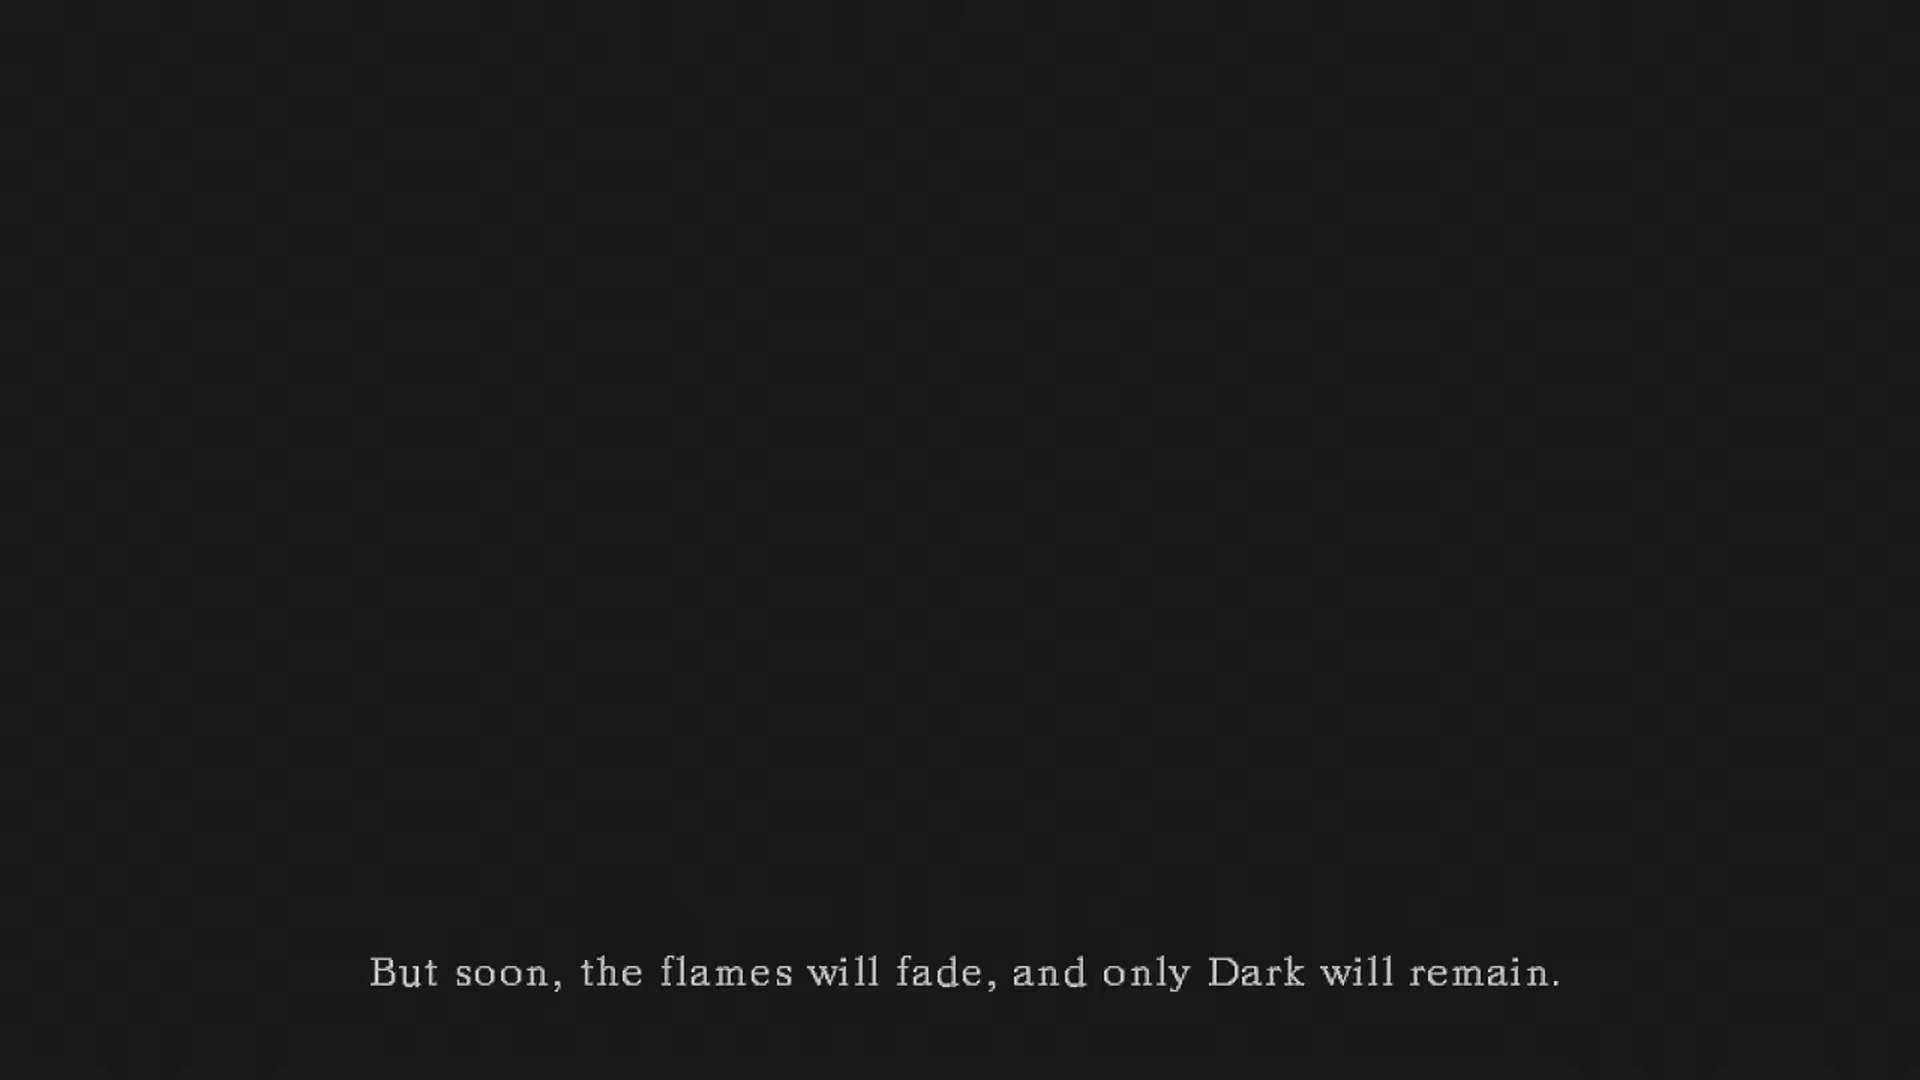 But soon, the flames will fade, and only Dark will remain.